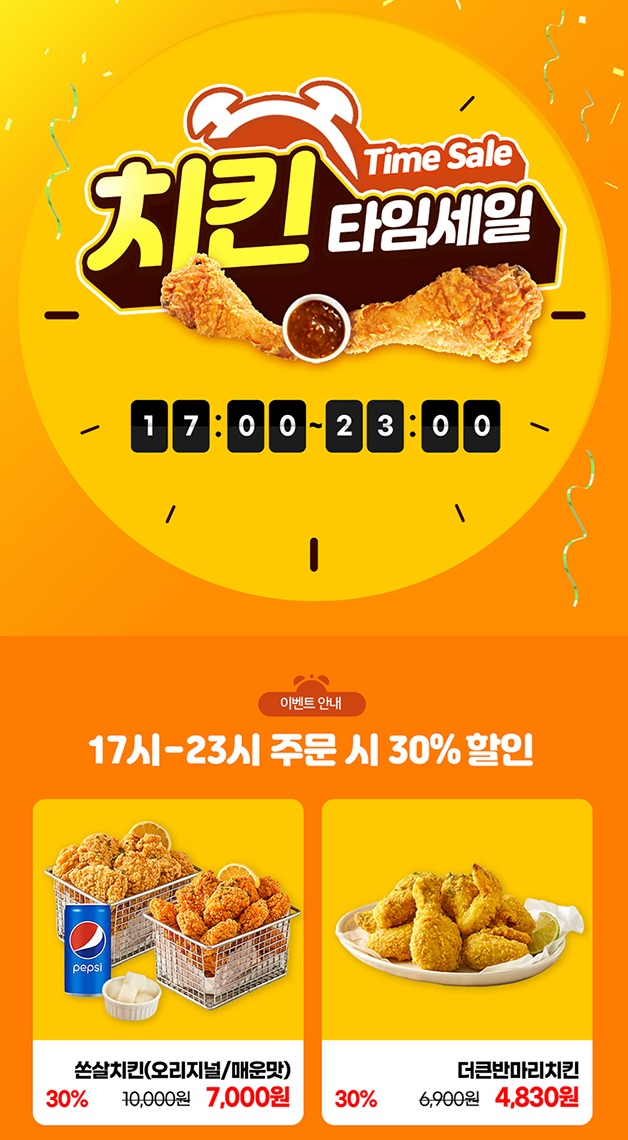 Time Sale
치킨 타임세일
17:00~23:00
이벤트 안내
17시-23시 주문 시 30% 할인
pepsi
쏜살치킨(오리지널/매운맛)
30% 10,000원 7,000원
더큰반마리치킨
30% 6,900원 4,830원